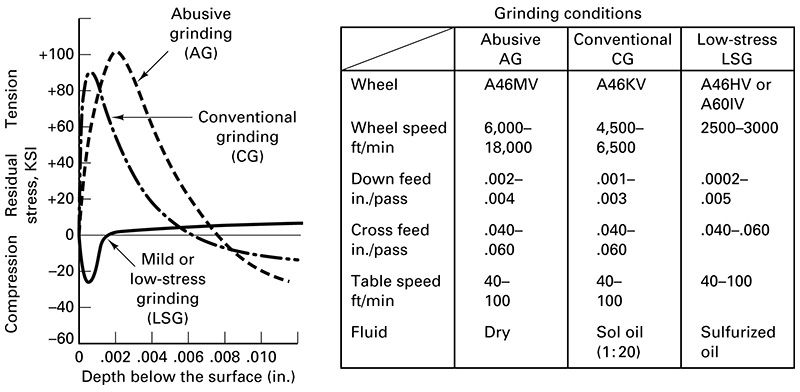 Abusive
grinding
(AG)
Conventional
grinding
(CG)
Mild or
low-stress
grinding
(LSG)
Tension
Residual
stress, KSI
Compression
+100
+80
+60
+40
+20
0
−20
−40
−60
0 .002 .004 .006 .008 .010
Depth below the surface (in.)
Grinding conditions
Abusive
AG
Conventional
CG
Low-stress
LSG
Wheel
A46MV
A46KV
A46HV or
A60IV
Wheel speed
ft/min
6,000–
18,000
4,500–
6,500
2500–3000
Down feed
in./pass
.002–
.004
.001–
.003
.0002–
.005
Cross feed
in./pass
.040–
.060
.040–
.060
.040–.060
Table speed
ft/min
40–
100
40–
100
40–100
Fluid
Dry
Sol oil
(1:20)
Sulfurized
oil